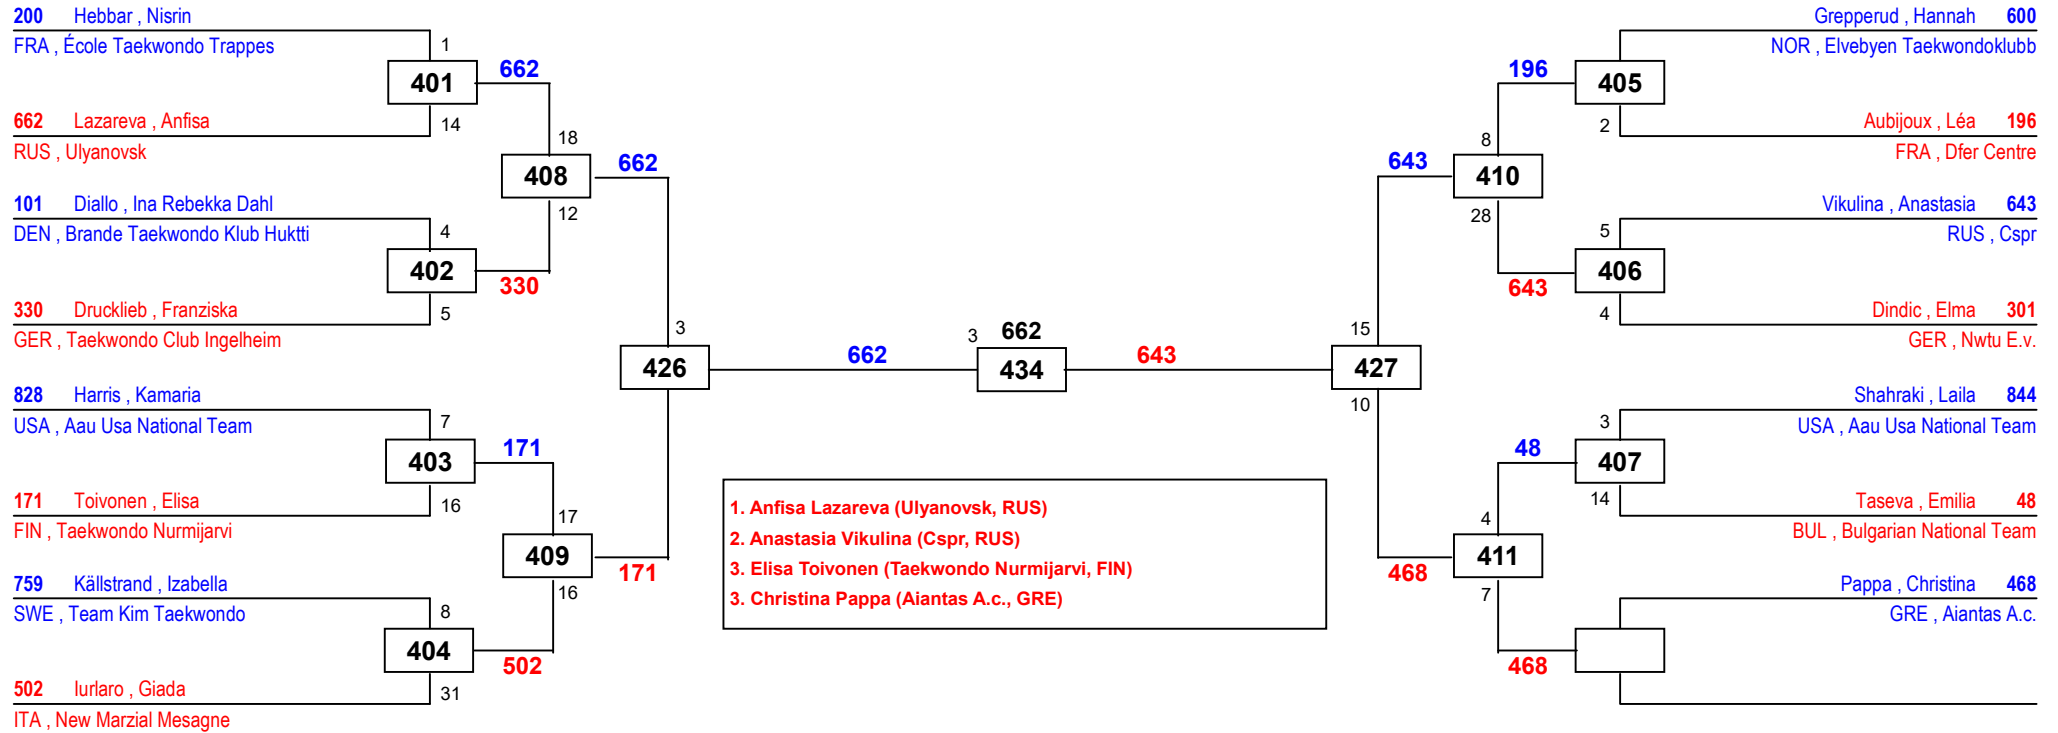 200 Hebbar , Nisrin
FRA , École Taekwondo Trappes
1
401
662
14
662 Lazareva , Anfisa
RUS , Ulyanovsk
18
408
662
12
101 Diallo , Ina Rebekka Dahl
DEN , Brande Taekwondo Klub Huktti
4
402
330
5
330 Drucklieb , Franziska
GER , Taekwondo Club Ingelheim
3
426
662
828 Harris , Kamaria
USA , Aau Usa National Team
7
403
171
16
171 Toivonen , Elisa
FIN , Taekwondo Nurmijarvi
17
409
171
16
759 Källstrand , Izabella
SWE , Team Kim Taekwondo
8
404
502
31
502 Iurlaro , Giada
ITA , New Marzial Mesagne
3 662
434
643
1. Anfisa Lazareva (Ulyanovsk, RUS)
2. Anastasia Vikulina (Cspr, RUS)
3. Elisa Toivonen (Taekwondo Nurmijarvi, FIN)
3. Christina Pappa (Aiantas A.c., GRE)
Grepperud , Hannah 600
NOR , Elvebyen Taekwondoklubb
196
405
2
Aubijoux , Léa 196
FRA , Dfer Centre
8
643
410
28
Vikulina , Anastasia 643
RUS , Cspr
5
406
643
4
Dindic , Elma 301
GER , Nwtu E.v.
15
427
10
Shahraki , Laila 844
USA , Aau Usa National Team
3
48
407
14
Taseva , Emilia 48
BUL , Bulgarian National Team
4
411
468
7
Pappa , Christina 468
GRE , Aiantas A.c.
468